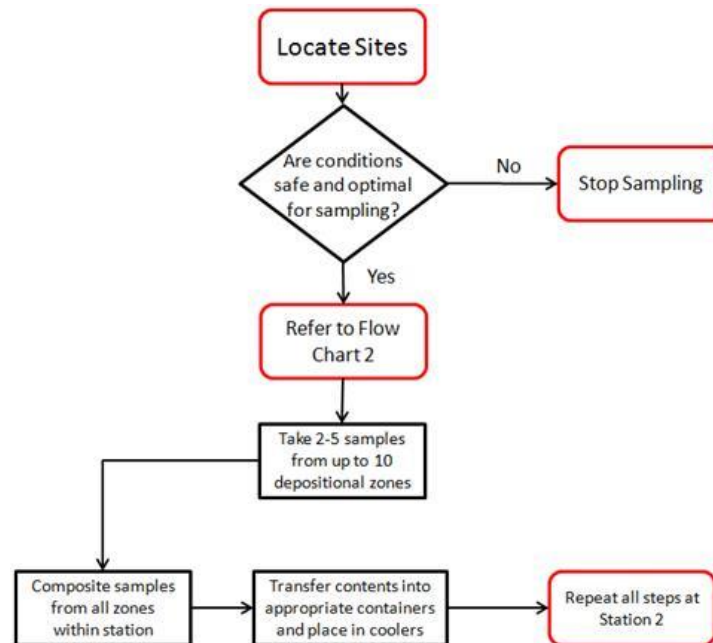 Locate Sites
Are conditions
safe and optimal
for sampling?
No
Stop Sampling
Yes
Refer to Flow
Chart 2
Take 2-5 samples
from up to 10
depositional zones
Composite samples
from all zones
within station
Transfer contents into
appropriate containers
and place in coolers
Repeat all steps at
Station 2